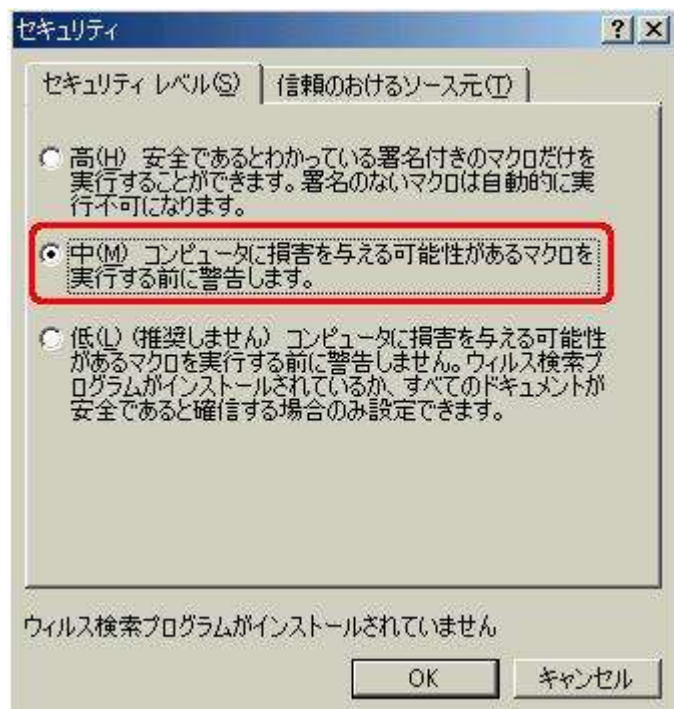 セキュリティ
セキュリティ レベル(S)
信頼のおけるソース元(T)
高(H) 安全であるとわかっている署名付きのマクロだけを
実行することができます。署名のないマクロは自動的に実
行不可になります。
中(M) コンピュータに損害を与える可能性があるマクロを
実行する前に警告します。
低(L) (推奨しません) コンピュータに損害を与える可能性
があるマクロを実行する前に警告しません。ウィルス検索プ
ログラムがインストールされているか、すべてのドキュメントが
安全であると確信する場合のみ設定できます。
ウィルス検索プログラムがインストールされていません
OK
キャンセル